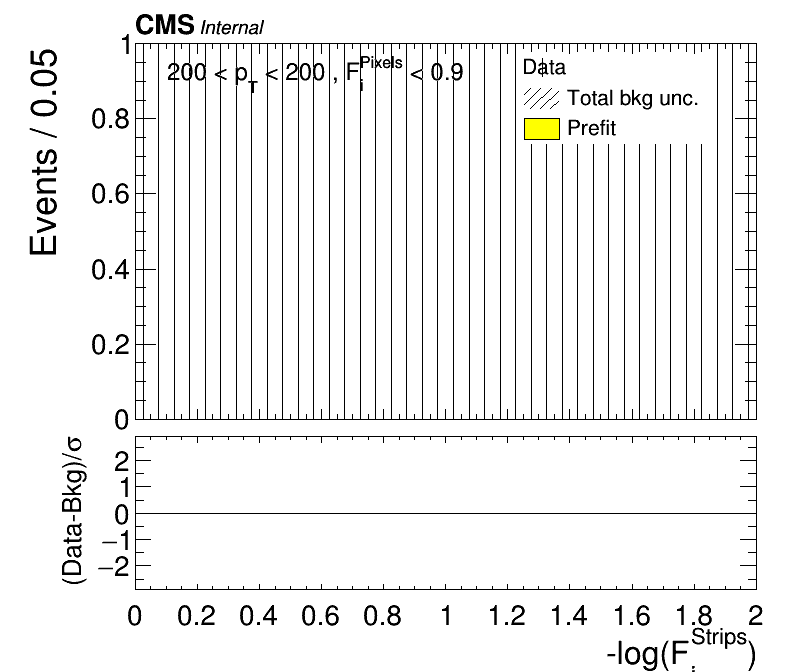 CMS Internal
200 < p_T < 200 , F_i^Pixels < 0.9
Data
Total bkg unc.
Prefit
Events / 0.05
1
0.8
0.6
0.4
0.2
0
(Data-Bkg)/σ
2
1
0
−1
−2
0 0.2 0.4 0.6 0.8 1 1.2 1.4 1.6 1.8 2
-log(F_i^Strips)